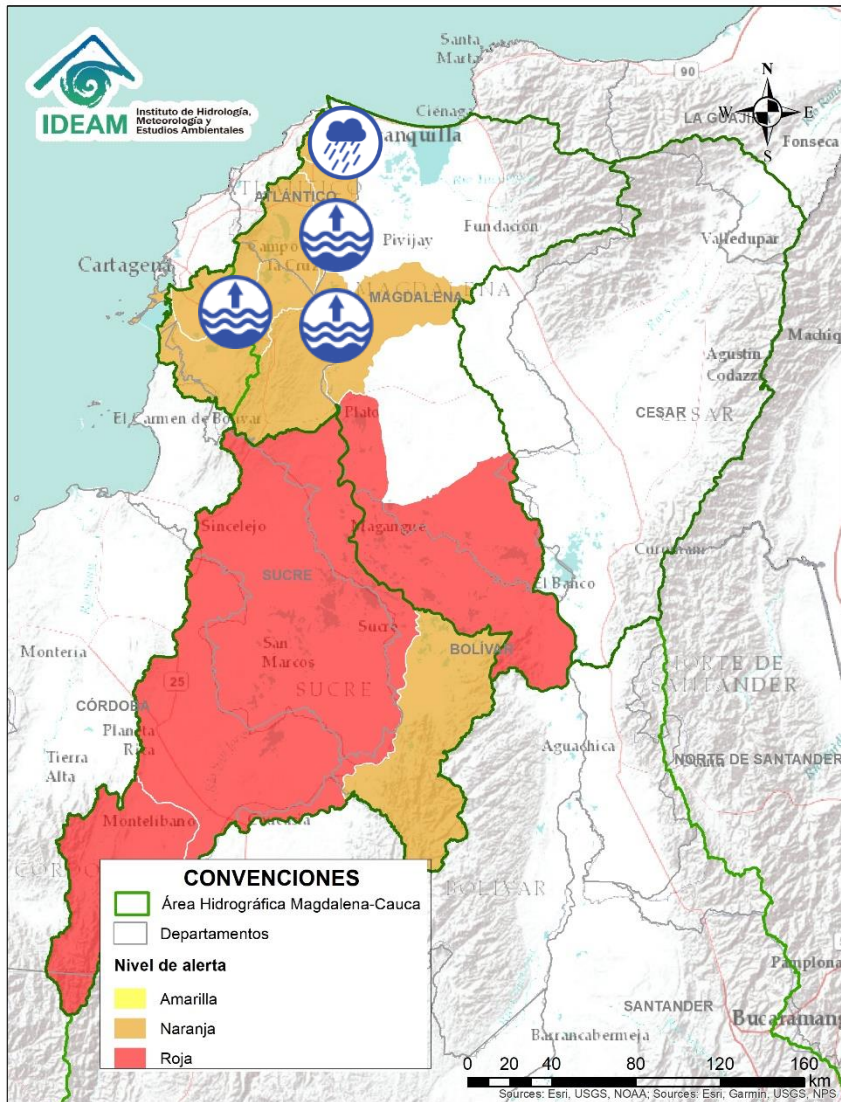 IDEAM
Instituto de Hidrología,
Meteorología y
Estudios Ambientales
Santa
Marta
90
N
W
E
S
Ciénaga
LA GUAJIRA
Fonseca
anquilla
ATLÁNTICO
Valledupar
Fundación
Pivijay
Campo
la Cruz
Cartagena
MAGDALENA
Agustín
Codazzi
El Carmen de Bolívar
Plato
CESAR
CESAR
Sincelejo
Magangué
Curumaní
SUCRE
El Banco
Sucre
BOLÍVAR
Montería
San
Marcos
25
SUCRE
NORTE DE
SANTANDER
CÓRDOBA
Planeta
Rica
Aguachica
Tierra
Alta
NORTE DE SANTANDER
Montelíbano
Caucasia
CONVENCIONES
Área Hidrográfica Magdalena-Cauca
Departamentos
Nivel de alerta
Amarilla
Naranja
Roja
BOLÍVAR
Pamplona
SANTANDER
Bucaramang
Barrancabermeja
0 20 40 80 120 160
km
Sources: Esri, USGS, NOAA; Sources: Esri, Garmin, USGS, NPS